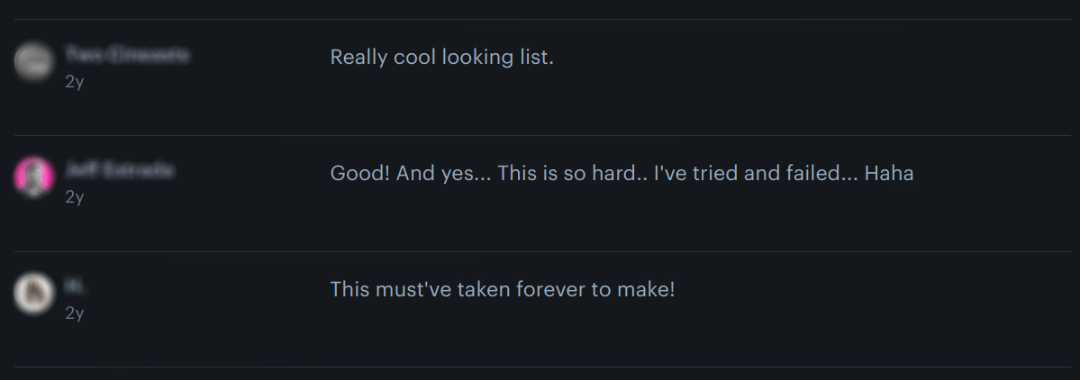 2y
Really cool looking list.
2y
Good! And yes... This is so hard.. I've tried and failed... Haha
2y
This must've taken forever to make!